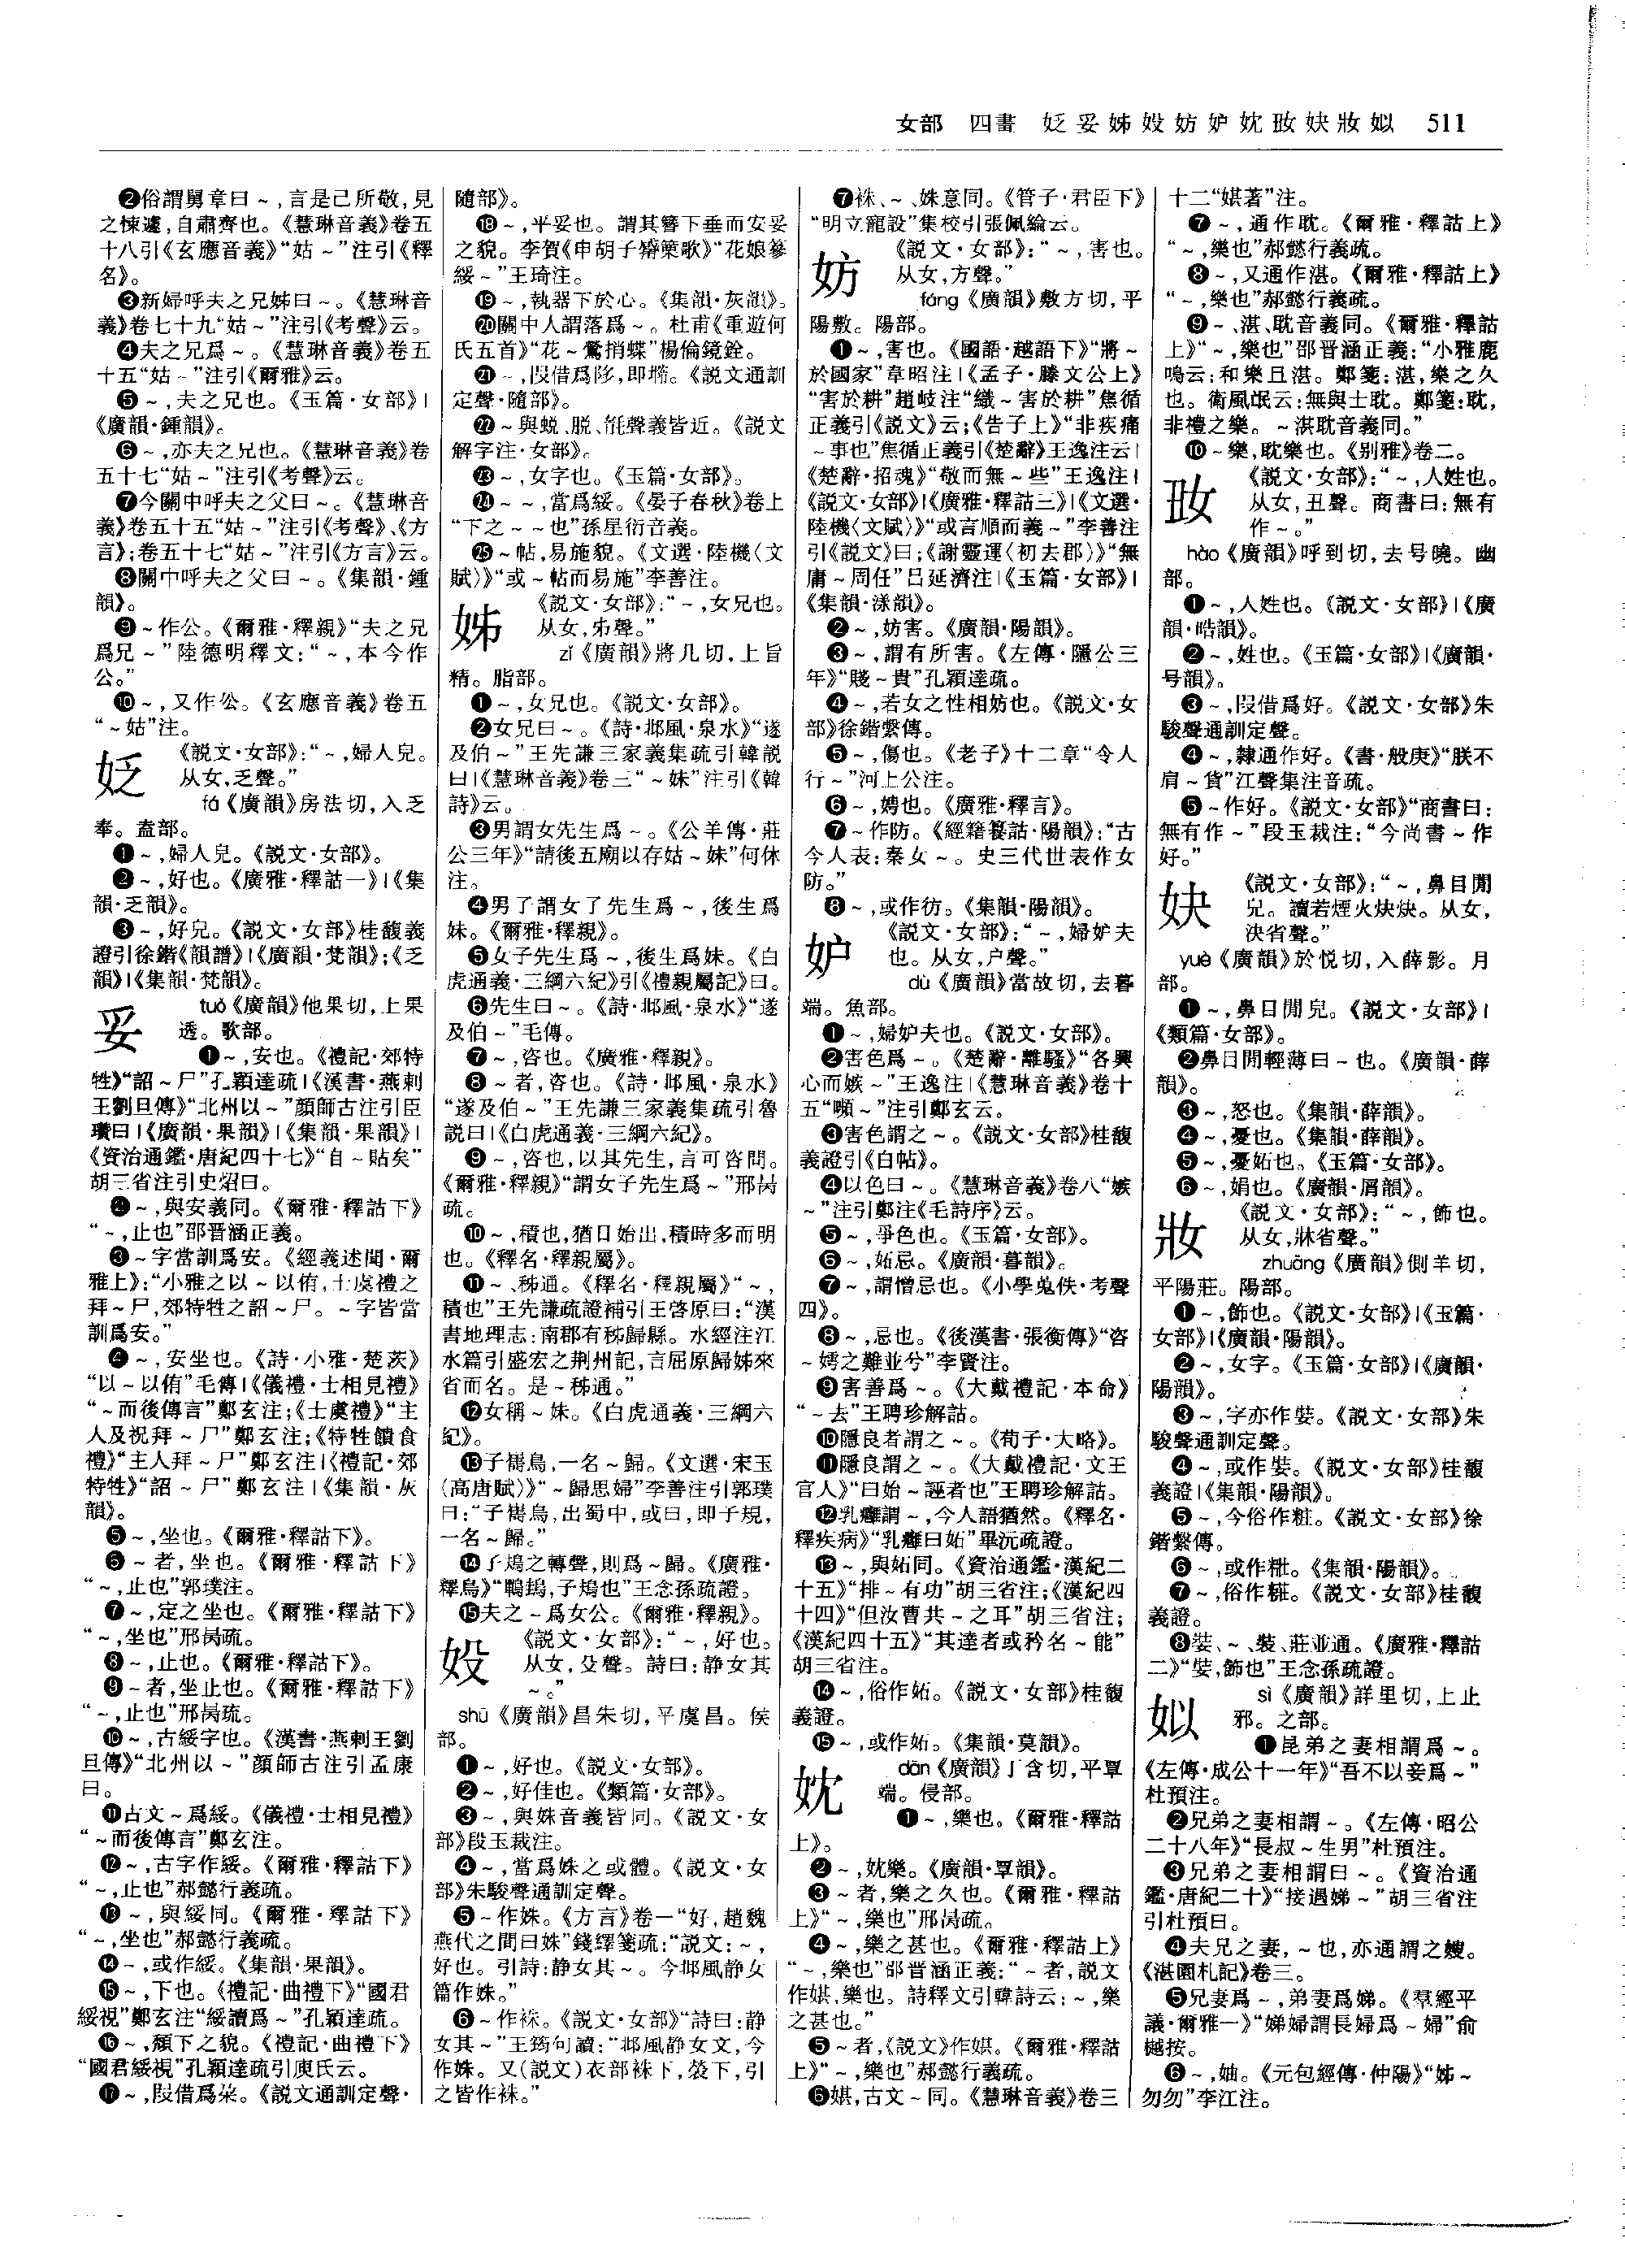 女部　四畫　㚫妥姊㚲妨妒妉㚽妜妝姒　511
❷俗謂舅章曰～,言是己所敬,見
之悚遽,自肅齊也。《慧琳音義》卷五
十八引《玄應音義》“姑～”注引《釋
名》。
❸新婦呼夫之兄姊曰～。《慧琳音
義》卷七十九“姑～”注引《考聲》云。
❹夫之兄爲～。《慧琳音義》卷五
十五“姑～”注引《爾雅》云。
❺～,夫之兄也。《玉篇·女部》|
《廣韻·鍾韻》。
❻～,亦夫之兄也。《慧琳音義》卷
五十七“姑～”注引《考聲》云。
❼今關中呼夫之父曰～。《慧琳音
義》卷五十五“姑～”注引《考聲》、《方
言》;卷五十七“姑～”注引《方言》云。
❽關中呼夫之父曰～。《集韻·鍾
韻》。
❾～作公。《爾雅·釋親》“夫之兄
爲兄～”陸德明釋文:“～,本今作
公。”
❿～,又作彸。《玄應音義》卷五
“～姑”注。
㚫
《説文·女部》:“～,婦人皃。
从女,乏聲。”
fá《廣韻》房法切,入乏
奉。盍部。
❶～,婦人皃。《説文·女部》。
❷～,好也。《廣雅·釋詁一》|《集
韻·乏韻》。
❸～,好皃。《説文·女部》桂馥義
證引徐鍇《韻譜》|《廣韻·梵韻》;《乏
韻》|《集韻·梵韻》。
妥
tuǒ《廣韻》他果切,上果
透。歌部。
❶～,安也。《禮記·郊特
牲》“詔～尸”孔穎達疏|《漢書·燕剌
王劉旦傳》“北州以～”顔師古注引臣
瓚曰|《廣韻·果韻》|《集韻·果韻》|
《資治通鑑·唐紀四十七》“自～貼矣”
胡三省注引史炤曰。
❷～,與安義同。《爾雅·釋詁下》
“～,止也”邵晉涵正義。
❸～字當訓爲安。《經義述聞·爾
雅上》:“小雅之以～以侑,士虞禮之
拜～尸,郊特牲之詔～尸。～字皆當
訓爲安。”
❹～,安坐也。《詩·小雅·楚茨》
“以～以侑”毛傳|《儀禮·士相見禮》
“～而後傳言”鄭玄注;《士虞禮》“主
人及祝拜～尸”鄭玄注;《特牲饋食
禮》“主人拜～尸”鄭玄注|《禮記·郊
特牲》“詔～尸”鄭玄注|《集韻·灰
韻》。
❺～,坐也。《爾雅·釋詁下》。
❻～者,坐也。《爾雅·釋詁下》
“～,止也”郭璞注。
❼～,定之坐也。《爾雅·釋詁下》
“～,坐也”邢昺疏。
❽～,止也。《爾雅·釋詁下》。
❾～者,坐止也。《爾雅·釋詁下》
“～,止也”邢昺疏。
❿～,古綏字也。《漢書·燕剌王劉
旦傳》“北州以～”顔師古注引孟康
曰。
⓫古文～爲綏。《儀禮·士相見禮》
“～而後傳言”鄭玄注。
⓬～,古字作綏。《爾雅·釋詁下》
“～,止也”郝懿行義疏。
⓭～,與綏同。《爾雅·釋詁下》
“～,坐也”郝懿行義疏。
⓮～,或作綏。《集韻·果韻》。
⓯～,下也。《禮記·曲禮下》“國君
綏視”鄭玄注“綏讀爲～”孔穎達疏。
⓰～,頹下之貌。《禮記·曲禮下》
“國君綏視”孔穎達疏引庾氏云。
⓱～,叚借爲朶。《説文通訓定聲·
隨部》。
⓲～,平妥也。謂其簪下垂而安妥
之貌。李賀《申胡子觱篥歌》“花娘篸
綏～”王琦注。
⓳～,執器下於心。《集韻·灰韻》。
⓴關中人謂落爲～。杜甫《重遊何
氏五首》“花～鶯捎蝶”楊倫鏡銓。
㉑～,叚借爲陊,即墮。《説文通訓
定聲·隨部》。
㉒～與蜕、脱、毻聲義皆近。《説文
解字注·女部》。
㉓～,女字也。《玉篇·女部》。
㉔～～,當爲綏。《晏子春秋》卷上
“下之～～也”孫星衍音義。
㉕～帖,易施貌。《文選·陸機〈文
賦〉》“或～帖而易施”李善注。
姊
《説文·女部》:“～,女兄也。
从女,𠂔聲。”
zǐ《廣韻》將几切,上旨
精。脂部。
❶～,女兄也。《説文·女部》。
❷女兄曰～。《詩·邶風·泉水》“遂
及伯～”王先謙三家義集疏引韓説
曰|《慧琳音義》卷三“～妹”注引《韓
詩》云。
❸男謂女先生爲～。《公羊傳·莊
公三年》“請後五廟以存姑～妹”何休
注。
❹男子謂女子先生爲～,後生爲
妹。《爾雅·釋親》。
❺女子先生爲～,後生爲妹。《白
虎通義·三綱六紀》引《禮親屬記》曰。
❻先生曰～。《詩·邶風·泉水》“遂
及伯～”毛傳。
❼～,咨也。《廣雅·釋親》。
❽～者,咨也。《詩·邶風·泉水》
“遂及伯～”王先謙三家義集疏引魯
説曰|《白虎通義·三綱六紀》。
❾～,咨也,以其先生,言可咨問。
《爾雅·釋親》“謂女子先生爲～”邢昺
疏。
❿～,積也,猶日始出,積時多而明
也。《釋名·釋親屬》。
⓫～、秭通。《釋名·釋親屬》“～,
積也”王先謙疏證補引王啓原曰:“漢
書地理志:南郡有秭歸縣。水經注江
水篇引盛宏之荆州記,言屈原歸姊來
省而名。是～秭通。”
⓬女稱～妹。《白虎通義·三綱六
紀》。
⓭子巂鳥,一名～歸。《文選·宋玉
〈高唐賦〉》“～歸思婦”李善注引郭璞
曰:“子巂鳥,出蜀中,或曰,即子規,
一名～歸。”
⓮子鴂之轉聲,則爲～歸。《廣雅·
釋鳥》“鷤䳏,子鴂也”王念孫疏證。
⓯夫之～爲女公。《爾雅·釋親》。
㚲
《説文·女部》:“～,好也。
从女,殳聲。詩曰:静女其
～。”
shū《廣韻》昌朱切,平虞昌。侯
部。
❶～,好也。《説文·女部》。
❷～,好佳也。《類篇·女部》。
❸～,與姝音義皆同。《説文·女
部》段玉裁注。
❹～,當爲姝之或體。《説文·女
部》朱駿聲通訓定聲。
❺～作姝。《方言》卷一“好,趙魏
燕代之間曰姝”錢繹箋疏:“説文:～,
好也。引詩:静女其～。今邶風静女
篇作姝。”
❻～作袾。《説文·女部》“詩曰:静
女其～”王筠句讀:“邶風静女文,今
作姝。又(説文)衣部袾下,袃下,引
之皆作袾。”
❼袾、～、姝意同。《管子·君臣下》
“明立寵設”集校引張佩綸云。
妨
《説文·女部》:“～,害也。
从女,方聲。”
fáng《廣韻》敷方切,平
陽敷。陽部。
❶～,害也。《國語·越語下》“將～
於國家”韋昭注|《孟子·滕文公上》
“害於耕”趙岐注“織～害於耕”焦循
正義引《説文》云;《告子上》“非疾痛
～事也”焦循正義引《楚辭》王逸注云|
《楚辭·招魂》“敬而無～些”王逸注|
《説文·女部》|《廣雅·釋詁三》|《文選·
陸機〈文賦〉》“或言順而義～”李善注
引《説文》曰;《謝靈運〈初去郡〉》“無
庸～周任”吕延濟注|《玉篇·女部》|
《集韻·漾韻》。
❷～,妨害。《廣韻·陽韻》。
❸～,謂有所害。《左傳·隱公三
年》“賤～貴”孔穎達疏。
❹～,若女之性相妨也。《説文·女
部》徐鍇繫傳。
❺～,傷也。《老子》十二章“令人
行～”河上公注。
❻～,娉也。《廣雅·釋言》。
❼～作防。《經籍籑詁·陽韻》:“古
今人表:秦女～。史三代世表作女
防。”
❽～,或作彷。《集韻·陽韻》。
妒
《説文·女部》:“～,婦妒夫
也。从女,户聲。”
dù《廣韻》當故切,去暮
端。魚部。
❶～,婦妒夫也。《説文·女部》。
❷害色爲～。《楚辭·離騷》“各興
心而嫉～”王逸注|《慧琳音義》卷十
五“嚬～”注引鄭玄云。
❸害色謂之～。《説文·女部》桂馥
義證引《白帖》。
❹以色曰～。《慧琳音義》卷八“嫉
～”注引鄭注《毛詩序》云。
❺～,爭色也。《玉篇·女部》。
❻～,妬忌。《廣韻·暮韻》。
❼～,謂憎忌也。《小學蒐佚·考聲
四》。
❽～,忌也。《後漢書·張衡傳》“咨
～嫮之難並兮”李賢注。
❾害善爲～。《大戴禮記·本命》
“～去”王聘珍解詁。
❿隱良者謂之～。《荀子·大略》。
⓫隱良謂之～。《大戴禮記·文王
官人》“曰始～誣者也”王聘珍解詁。
⓬乳癰謂～,今人語猶然。《釋名·
釋疾病》“乳癰曰妬”畢沅疏證。
⓭～,與妬同。《資治通鑑·漢紀二
十五》“排～有功”胡三省注;《漢紀四
十四》“但汝曹共～之耳”胡三省注;
《漢紀四十五》“其達者或矜名～能”
胡三省注。
⓮～,俗作妬。《説文·女部》桂馥
義證。
⓯～,或作妬。《集韻·莫韻》。
妉
dān《廣韻》丁含切,平覃
端。侵部。
❶～,樂也。《爾雅·釋詁
上》。
❷～,妉樂。《廣韻·覃韻》。
❸～者,樂之久也。《爾雅·釋詁
上》“～,樂也”邢昺疏。
❹～,樂之甚也。《爾雅·釋詁上》
“～,樂也”邵晉涵正義:“～者,説文
作媅,樂也。詩釋文引韓詩云:～,樂
之甚也。”
❺～者,《説文》作媅。《爾雅·釋詁
上》“～,樂也”郝懿行義疏。
❻媅,古文～同。《慧琳音義》卷三
十二“媅著”注。
❼～,通作耽。《爾雅·釋詁上》
“～,樂也”郝懿行義疏。
❽～,又通作湛。《爾雅·釋詁上》
“～,樂也”郝懿行義疏。
❾～、湛、耽音義同。《爾雅·釋詁
上》“～,樂也”邵晉涵正義:“小雅鹿
鳴云:和樂且湛。鄭箋:湛,樂之久
也。衛風氓云:無與士耽。鄭箋:耽,
非禮之樂。～湛耽音義同。”
❿～樂,耽樂也。《别雅》卷二。
㚽
《説文·女部》:“～,人姓也。
从女,丑聲。商書曰:無有
作～。”
hào《廣韻》呼到切,去号曉。幽
部。
❶～,人姓也。《説文·女部》|《廣
韻·晧韻》。
❷～,姓也。《玉篇·女部》|《廣韻·
号韻》。
❸～,叚借爲好。《説文·女部》朱
駿聲通訓定聲。
❹～,隸通作好。《書·般庚》“朕不
肩～貨”江聲集注音疏。
❺～作好。《説文·女部》“商書曰:
無有作～”段玉裁注:“今尚書～作
好。”
妜
《説文·女部》:“～,鼻目閒
皃。讀若煙火炔炔。从女,
決省聲。”
yuè《廣韻》於悦切,入薛影。月
部。
❶～,鼻目閒皃。《説文·女部》|
《類篇·女部》。
❷鼻目閒輕薄曰～也。《廣韻·薛
韻》。
❸～,怒也。《集韻·薛韻》。
❹～,憂也。《集韻·薛韻》。
❺～,憂妬也。《玉篇·女部》。
❻～,娟也。《廣韻·屑韻》。
妝
《説文·女部》:“～,飾也。
从女,牀省聲。”
zhuāng《廣韻》側羊切,
平陽莊。陽部。
❶～,飾也。《説文·女部》|《玉篇·
女部》|《廣韻·陽韻》。
❷～,女字。《玉篇·女部》|《廣韻·
陽韻》。
❸～,字亦作娤。《説文·女部》朱
駿聲通訓定聲。
❹～,或作娤。《説文·女部》桂馥
義證|《集韻·陽韻》。
❺～,今俗作粧。《説文·女部》徐
鍇繫傳。
❻～,或作粃。《集韻·陽韻》。
❼～,俗作糚。《説文·女部》桂馥
義證。
❽娤、～、裝、莊並通。《廣雅·釋詁
二》“娤,飾也”王念孫疏證。
姒
sì《廣韻》詳里切,上止
邪。之部。
❶昆弟之妻相謂爲～。
《左傳·成公十一年》“吾不以妾爲～”
杜預注。
❷兄弟之妻相謂～。《左傳·昭公
二十八年》“長叔～生男”杜預注。
❸兄弟之妻相謂曰～。《資治通
鑑·唐紀二十》“接遇娣～”胡三省注
引杜預曰。
❹夫兄之妻,～也,亦通謂之嫂。
《湛園札記》卷三。
❺兄妻爲～,弟妻爲娣。《羣經平
議·爾雅一》“娣婦謂長婦爲～婦”俞
樾按。
❻～,妯。《元包經傳·仲陽》“姊～
勿勿”李江注。